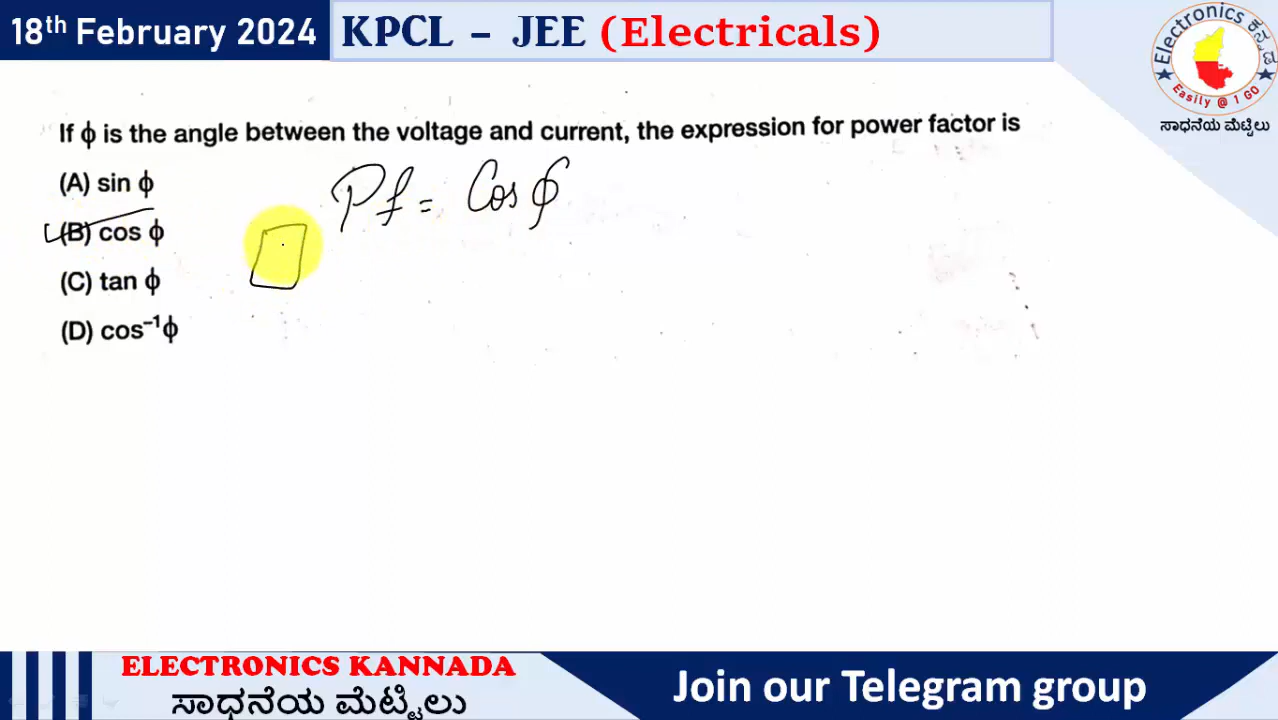 18th February 2024
KPCL – JEE (Electricals)
Electronics ಕನ್ನಡ
Easily @ 1 GO
ಸಾಧನೆಯ ಮೆಟ್ಟಿಲು
If ϕ is the angle between the voltage and current, the expression for power factor is
(A) sin ϕ
Pf = Cos ϕ
(B) cos ϕ
(C) tan ϕ
(D) cos⁻¹ϕ
ELECTRONICS KANNADA
ಸಾಧನೆಯ ಮೆಟ್ಟಿಲು
Join our Telegram group